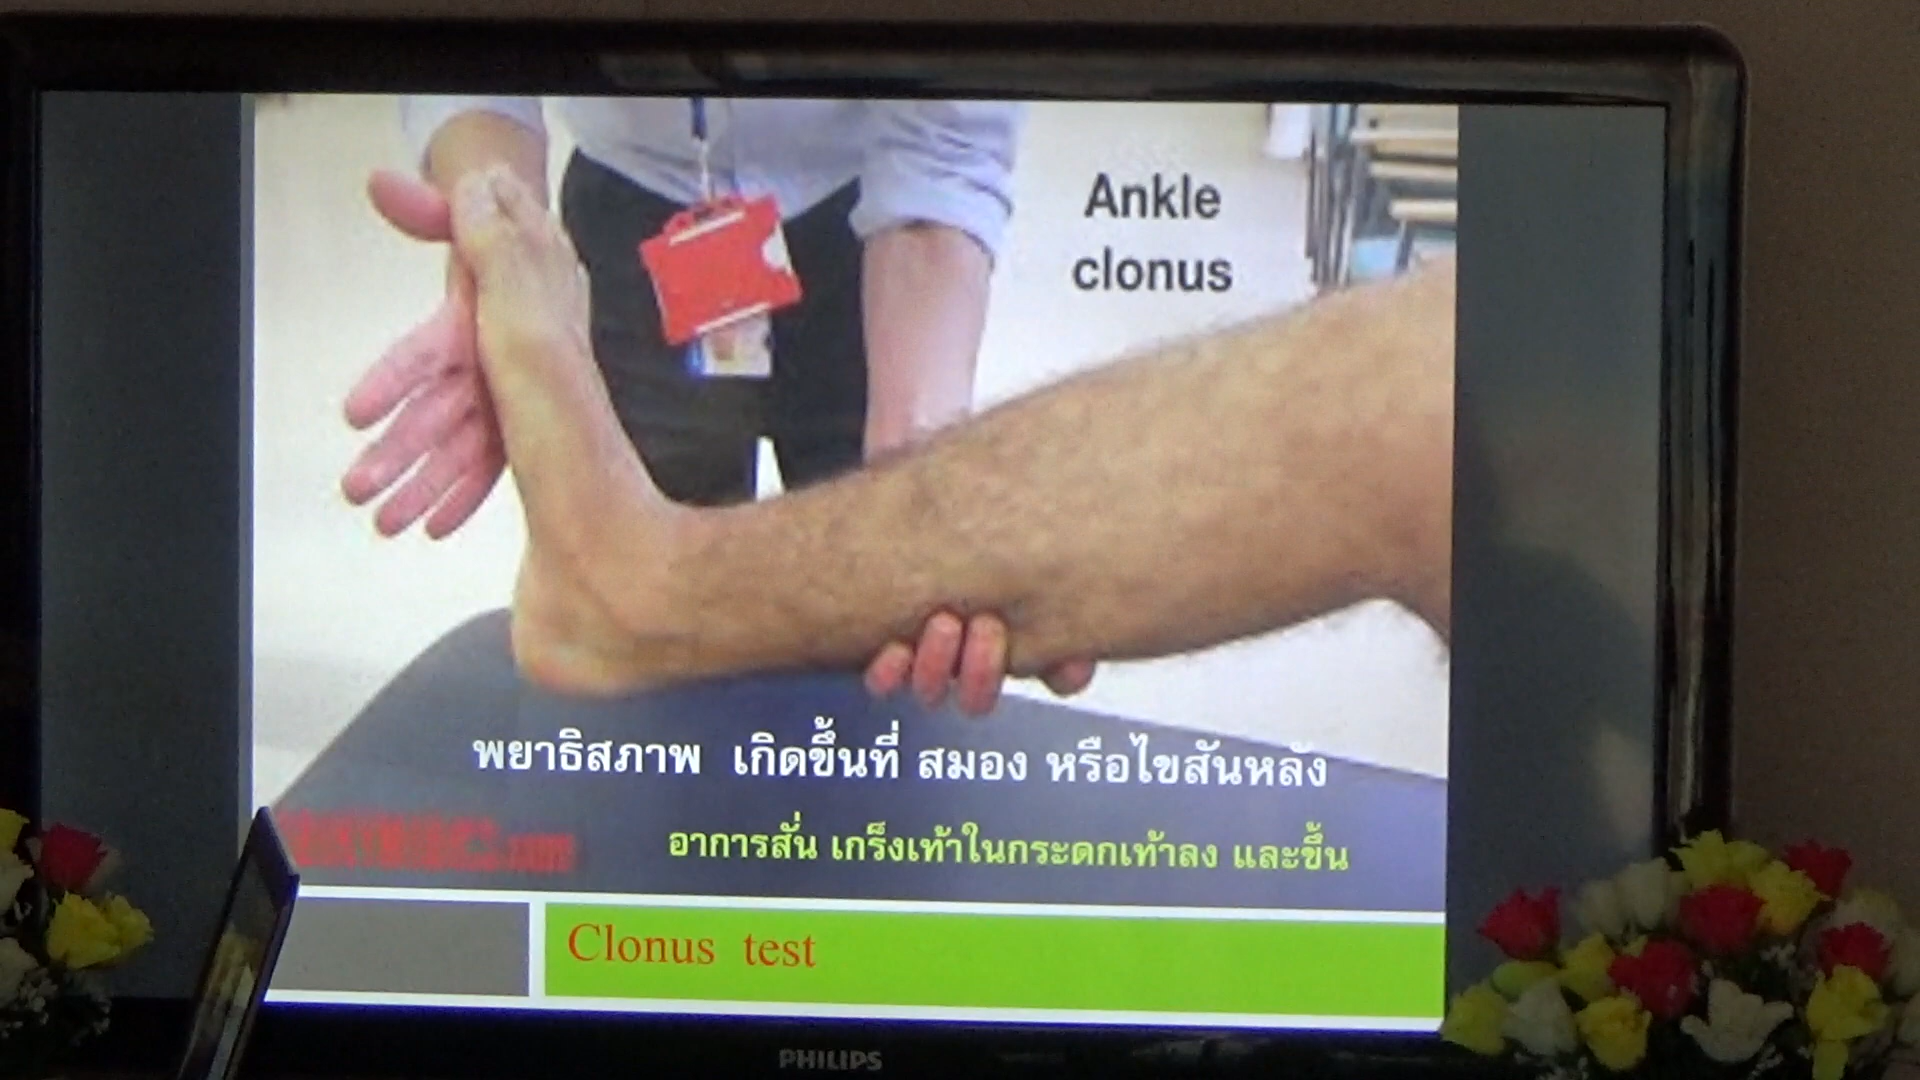 Ankle
clonus
พยาธิสภาพ เกิดขึ้นที่ สมอง หรือไขสันหลัง
อาการสั่น เกร็งเท้าในกระดกเท้าลง และขึ้น
Clonus test
PHILIPS